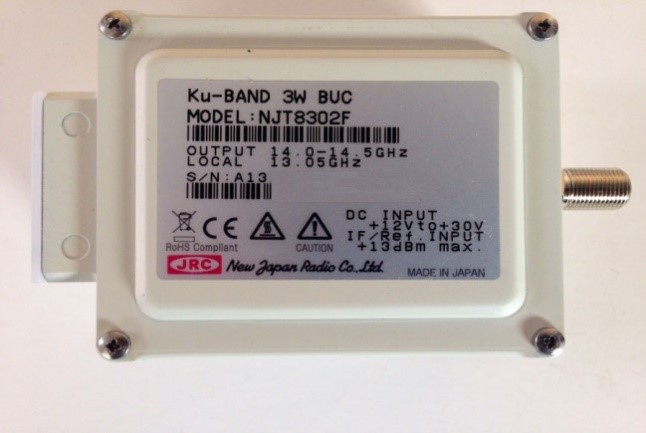 Ku-BAND 3W BUC
MODEL:NJT8302F
OUTPUT 14.0-14.5GHz
LOCAL 13.05GHz
S/N:A13
DC INPUT
+12Vto+30V
IF/Ref.INPUT
+13dBm max.
CE
RoHS Compliant
CAUTION
JRC New Japan Radio Co.,Ltd.
MADE IN JAPAN